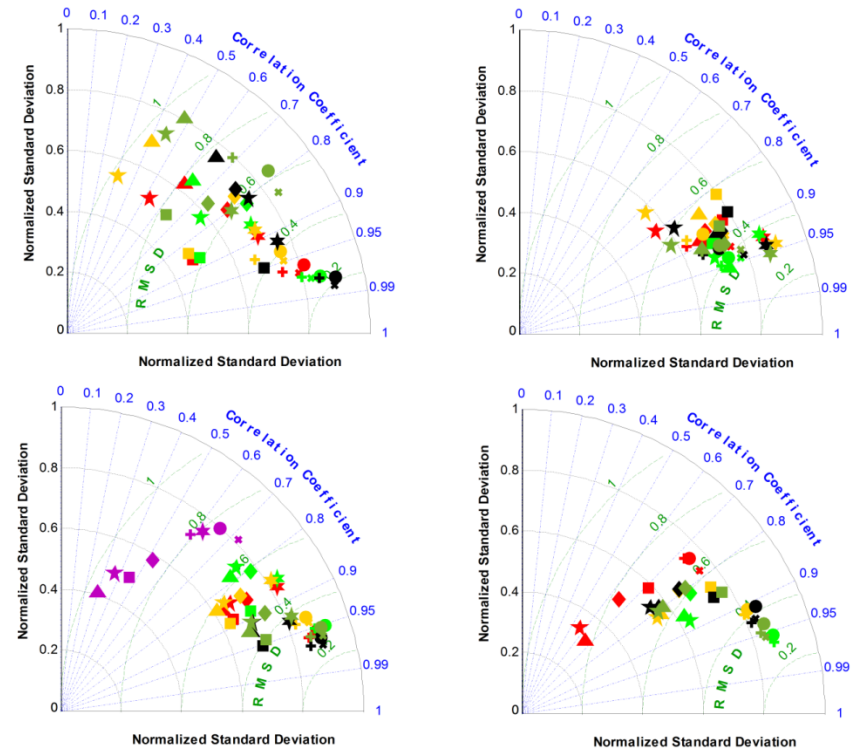 0 0.1 0.2 0.3 0.4 0.5 0.6 0.7 0.8 0.9 0.95 0.99 1
Correlation Coefficient
Normalized Standard Deviation
1 0.8 0.6 0.4 0.2 0
1 0.8 0.6 0.4 0.2
RMSD
Normalized Standard Deviation
0 0.1 0.2 0.3 0.4 0.5 0.6 0.7 0.8 0.9 0.95 0.99 1
Correlation Coefficient
Normalized Standard Deviation
1 0.8 0.6 0.4 0.2 0
1 0.8 0.6 0.4 0.2
RMSD
Normalized Standard Deviation
0 0.1 0.2 0.3 0.4 0.5 0.6 0.7 0.8 0.9 0.95 0.99 1
Correlation Coefficient
Normalized Standard Deviation
1 0.8 0.6 0.4 0.2 0
1 0.8 0.6 0.4 0.2
RMSD
Normalized Standard Deviation
0 0.1 0.2 0.3 0.4 0.5 0.6 0.7 0.8 0.9 0.95 0.99 1
Correlation Coefficient
Normalized Standard Deviation
1 0.8 0.6 0.4 0.2 0
1 0.8 0.6 0.4 0.2
RMSD
Normalized Standard Deviation